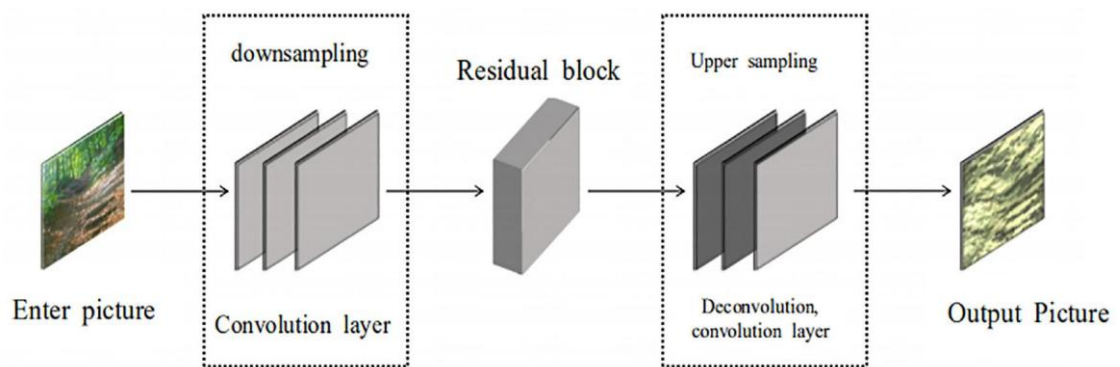 downsampling
Residual block
Upper sampling
Enter picture
Convolution layer
Deconvolution,
convolution layer
Output Picture